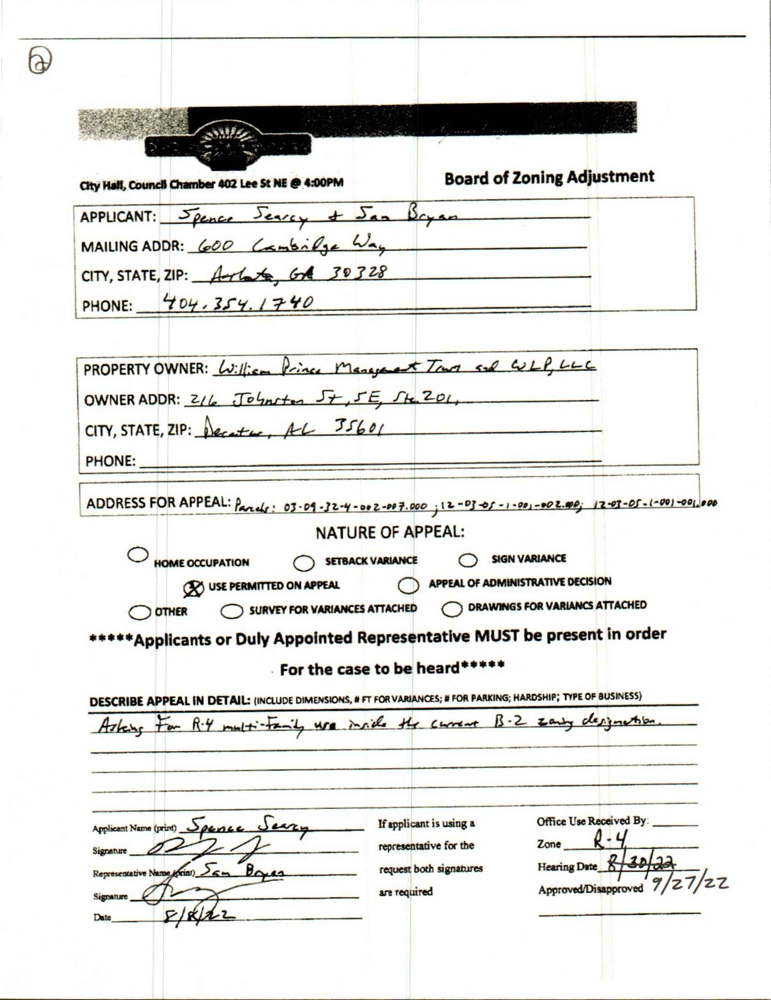 City Hall, Council Chamber 402 Lee St NE @ 4:00PM
Board of Zoning Adjustment
APPLICANT: Spence Searcy + Sam Bryan
MAILING ADDR: 600 Cambridge Way
CITY, STATE, ZIP: Atlanta, GA 30328
PHONE: 404.354.1740
PROPERTY OWNER: William Prince Management Trust and WLP, LLC
OWNER ADDR: 216 Johnston St, SE, Ste. 201,
CITY, STATE, ZIP: Decatur, AL 35601
PHONE:
ADDRESS FOR APPEAL: Parcels: 03-09-32-4-002-007.000 ; 12-03-05-1-001-002.000; 12-03-05-1-001-001.000
NATURE OF APPEAL:
HOME OCCUPATION SETBACK VARIANCE SIGN VARIANCE
USE PERMITTED ON APPEAL APPEAL OF ADMINISTRATIVE DECISION
OTHER SURVEY FOR VARIANCES ATTACHED DRAWINGS FOR VARIANCS ATTACHED
*****Applicants or Duly Appointed Representative MUST be present in order
For the case to be heard*****
DESCRIBE APPEAL IN DETAIL: (INCLUDE DIMENSIONS, # FT FOR VARIANCES; # FOR PARKING; HARDSHIP; TYPE OF BUSINESS)
Asking for R-4 multi-family use inside the current B-2 zoning designation.
Applicant Name (print) Spence Searcy
Signature
Representative Name (print) Sam Bryan
Signature
Date 8/8/22
If applicant is using a
representative for the
request both signatures
are required
Office Use Received By:
Zone R-4
Hearing Date 8/30/22
9/27/22
Approved/Disapproved